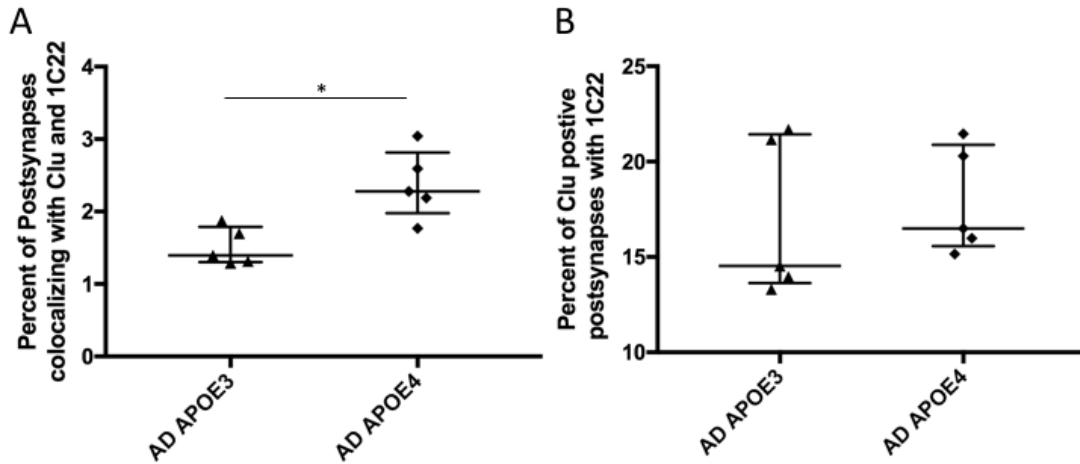 A
Percent of Postsynapses
colocalizing with Clu and 1C22
4
3
2
1
0
*
AD APOE3
AD APOE4
B
Percent of Clu postive
postsynapses with 1C22
25
20
15
10
AD APOE3
AD APOE4